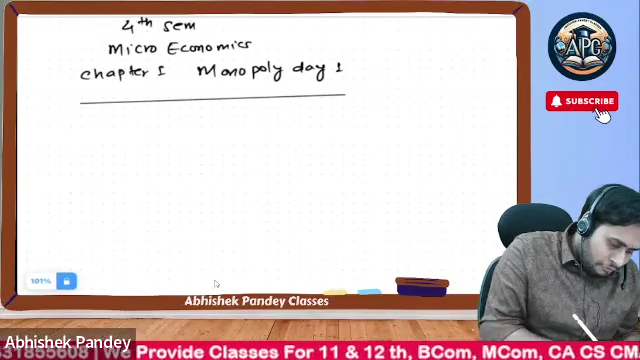 4th sem
Micro Economics
Chapter 1 Monopoly day 1
APG
SUBSCRIBE
101%
Abhishek Pandey Classes
Abhishek Pandey
31855608 | We Provide Classes For 11 & 12 th, BCom, MCom, CA CS CM